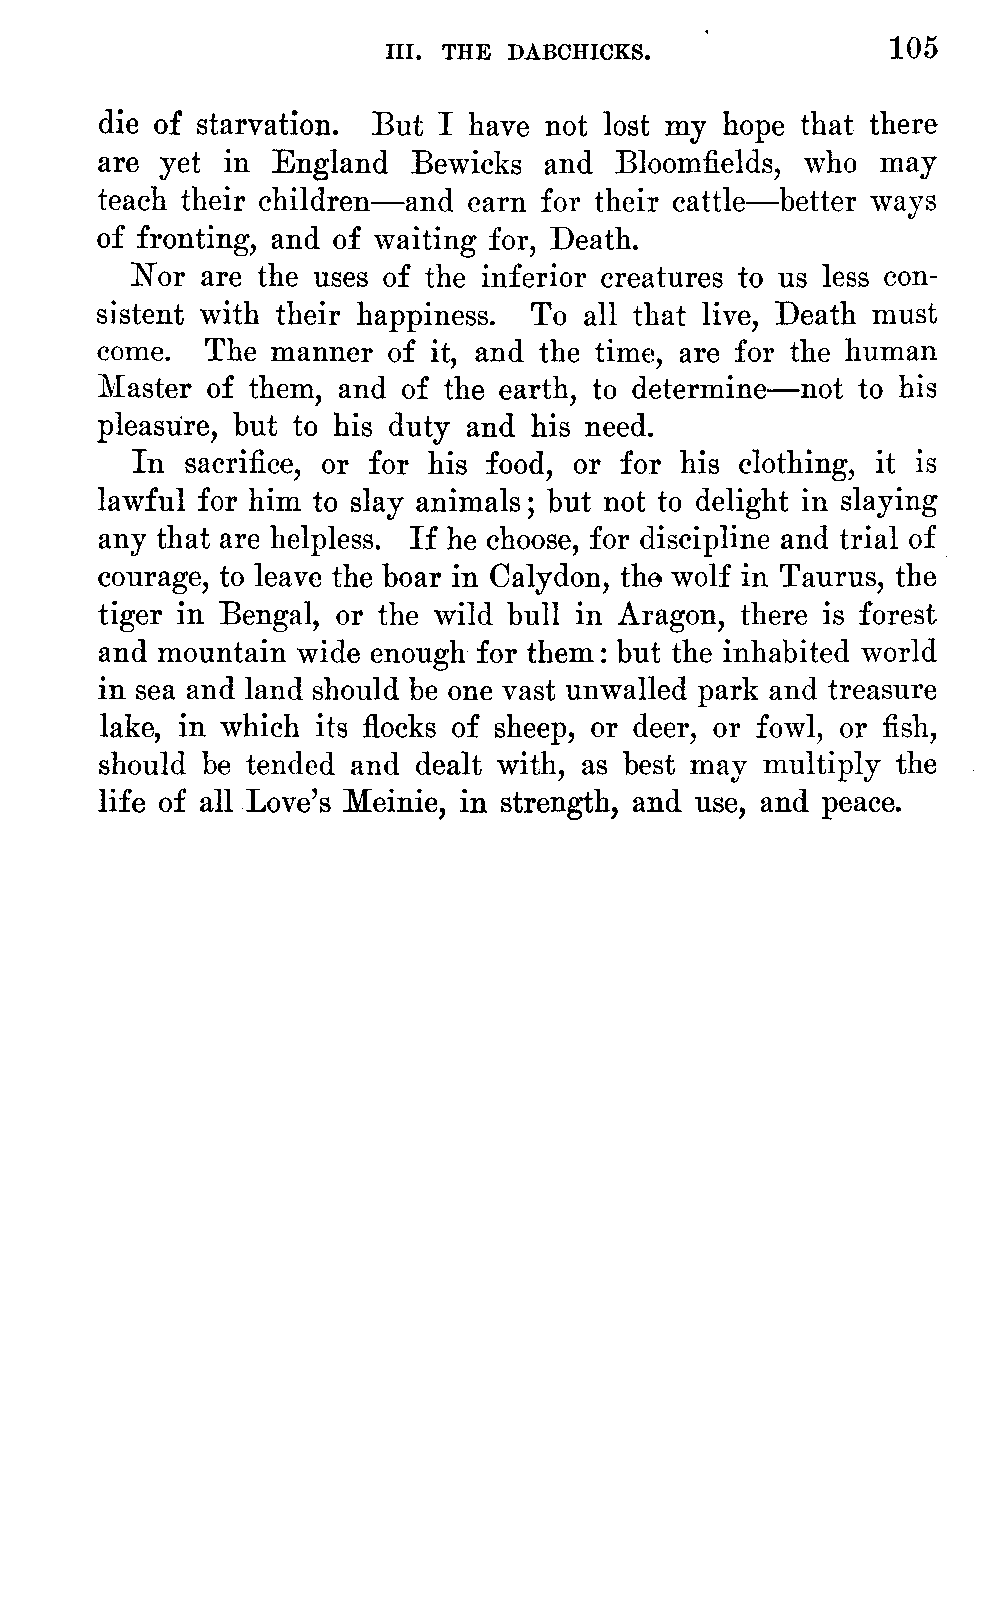 III. THE DABCHICKS. 105
die of starvation. But I have not lost my hope that there
are yet in England Bewicks and Bloomfields, who may
teach their children—and earn for their cattle—better ways
of fronting, and of waiting for, Death.
Nor are the uses of the inferior creatures to us less con-
sistent with their happiness. To all that live, Death must
come. The manner of it, and the time, are for the human
Master of them, and of the earth, to determine—not to his
pleasure, but to his duty and his need.
In sacrifice, or for his food, or for his clothing, it is
lawful for him to slay animals; but not to delight in slaying
any that are helpless. If he choose, for discipline and trial of
courage, to leave the boar in Calydon, the wolf in Taurus, the
tiger in Bengal, or the wild bull in Aragon, there is forest
and mountain wide enough for them: but the inhabited world
in sea and land should be one vast unwalled park and treasure
lake, in which its flocks of sheep, or deer, or fowl, or fish,
should be tended and dealt with, as best may multiply the
life of all Love's Meinie, in strength, and use, and peace.